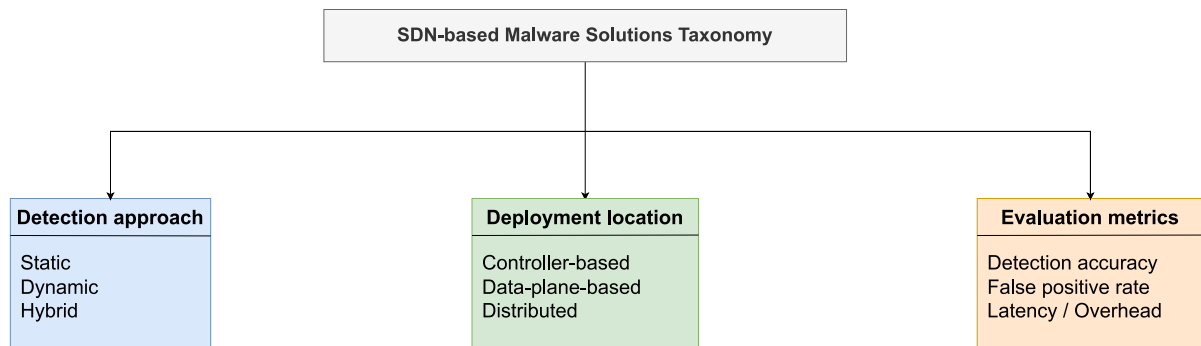 SDN-based Malware Solutions Taxonomy
Detection approach
Static
Dynamic
Hybrid
Deployment location
Controller-based
Data-plane-based
Distributed
Evaluation metrics
Detection accuracy
False positive rate
Latency / Overhead